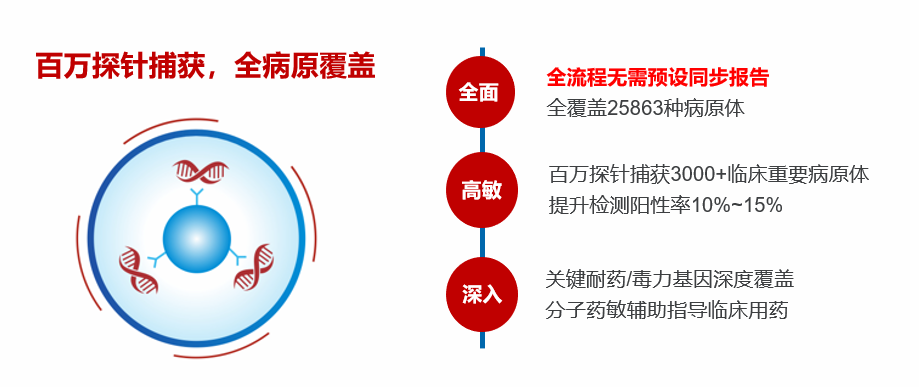 百万探针捕获，全病原覆盖
全面
全流程无需预设同步报告
全覆盖25863种病原体
高敏
百万探针捕获3000+临床重要病原体
提升检测阳性率10%~15%
深入
关键耐药/毒力基因深度覆盖
分子药敏辅助指导临床用药